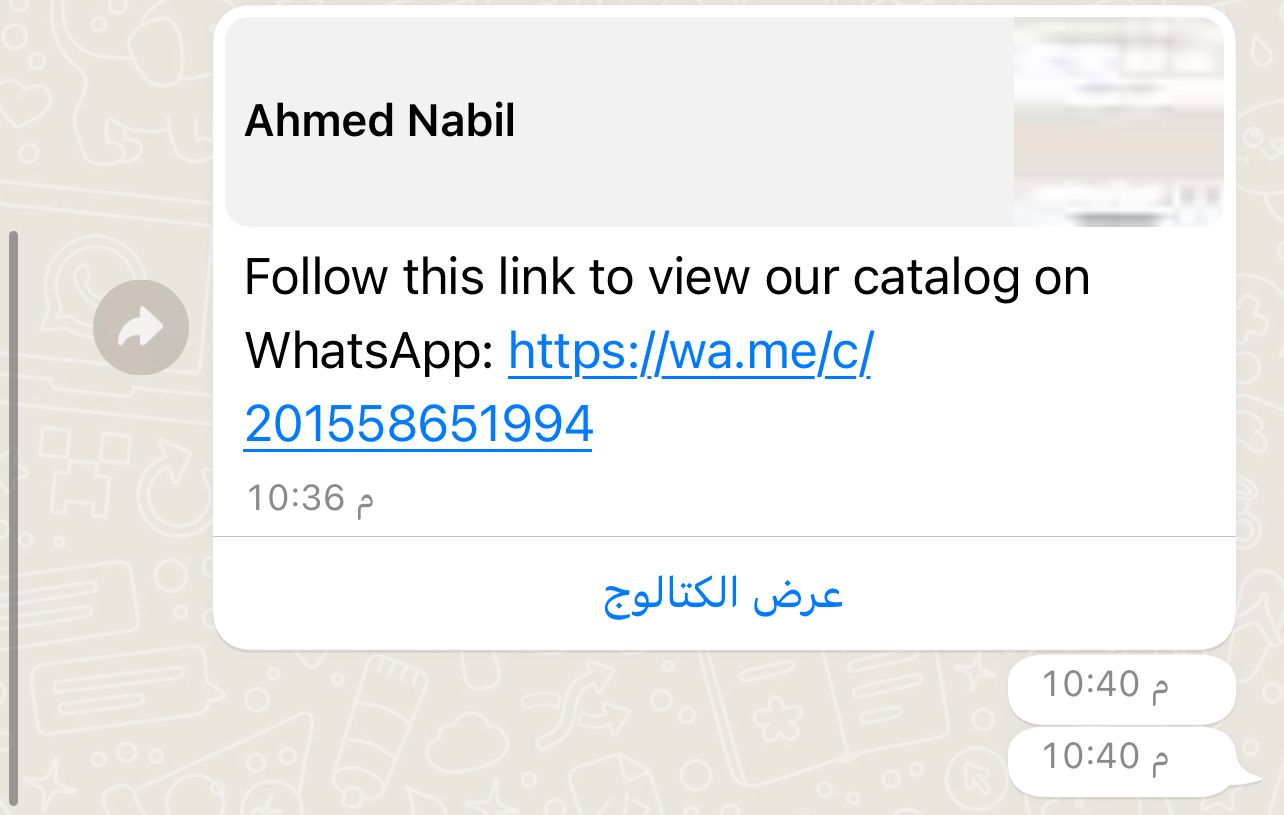 Ahmed Nabil
Follow this link to view our catalog on
WhatsApp: https://wa.me/c/
201558651994
10:36 م
عرض الكتالوج
10:40 م
10:40 م